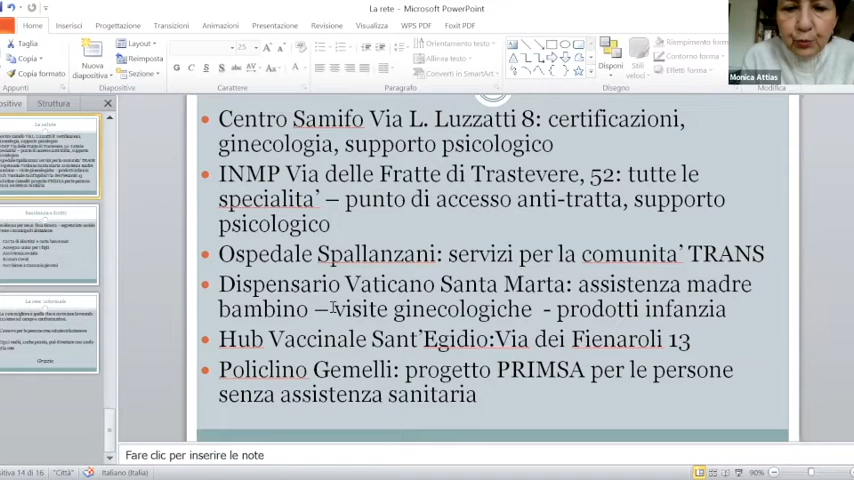 La rete - Microsoft PowerPoint
Home Inserisci Progettazione Transizioni Animazioni Presentazione Revisione Visualizza WPS PDF Foxit PDF
Taglia
Copia
Copia formato
Nuova diapositiva
Layout
Reimposta
Sezione
25
Orientamento testo
Allinea testo
Converti in SmartArt
Disponi
Stili veloci
Riempimento forma
Contorno forma
Effetti forma
Carattere
Paragrafo
Monica Attias
Struttura
Centro Samifo Via L. Luzzatti 8: certificazioni,
ginecologia, supporto psicologico
INMP Via delle Fratte di Trastevere, 52: tutte le
specialita’ – punto di accesso anti-tratta, supporto
psicologico
Ospedale Spallanzani: servizi per la comunita’ TRANS
Dispensario Vaticano Santa Marta: assistenza madre
bambino – visite ginecologiche - prodotti infanzia
Hub Vaccinale Sant’Egidio:Via dei Fienaroli 13
Policlino Gemelli: progetto PRIMSA per le persone
senza assistenza sanitaria
Fare clic per inserire le note
14 di 16 "Città" Italiano (Italia) 90%